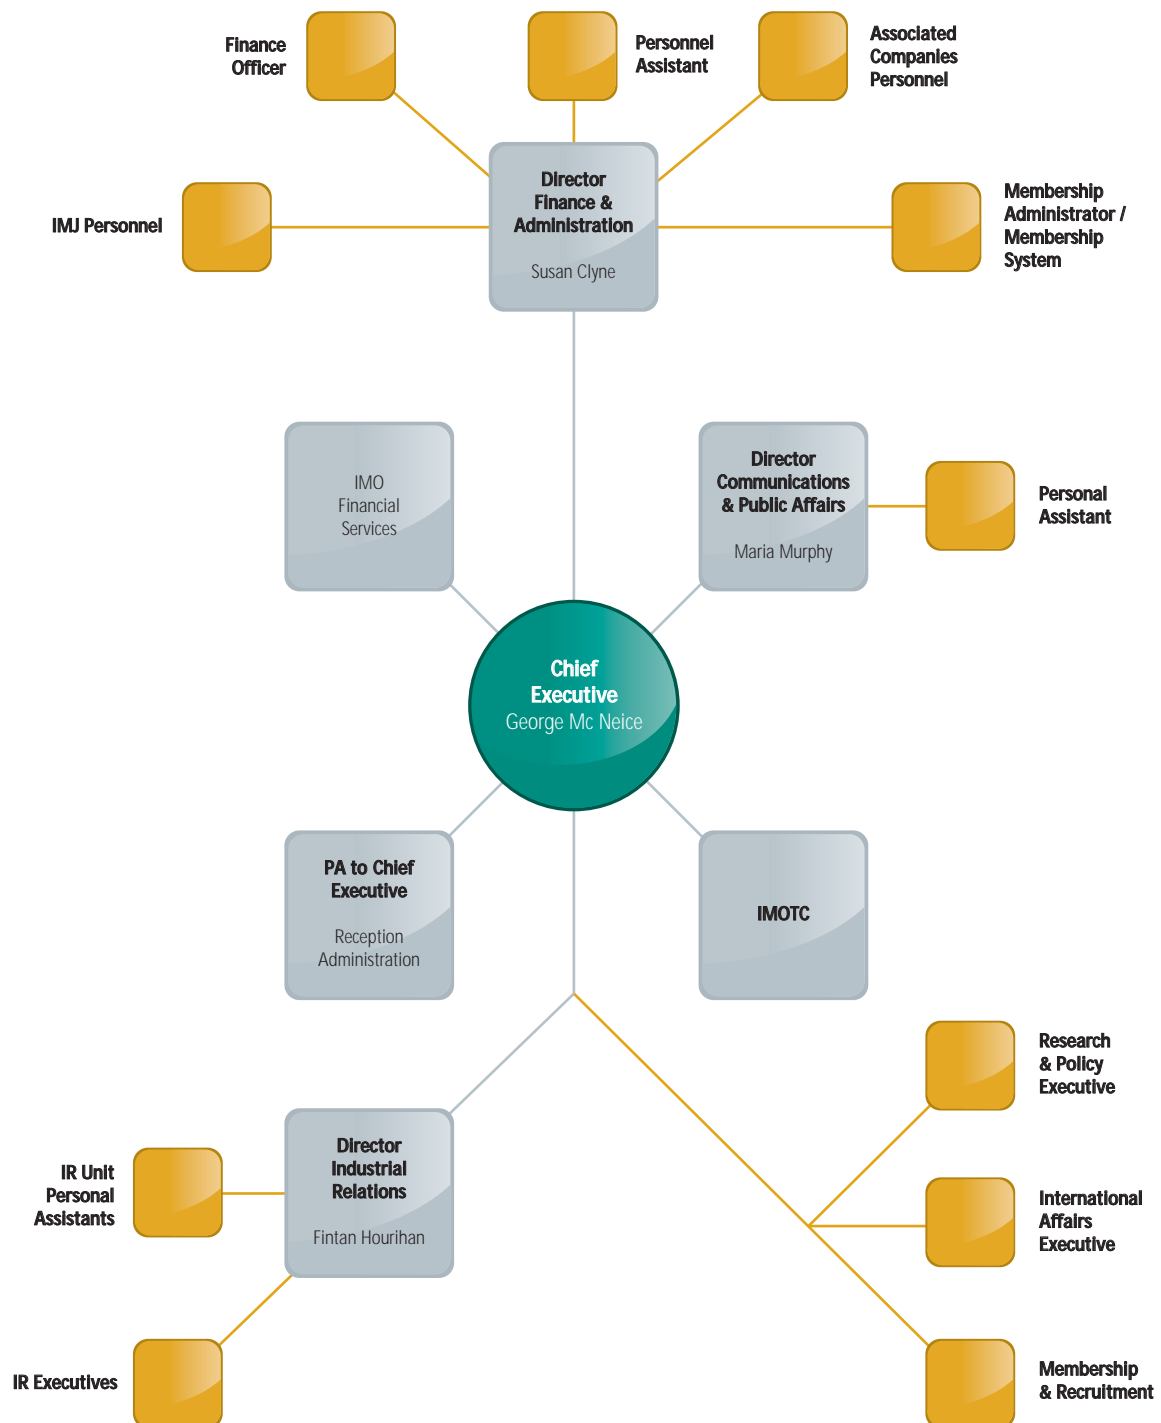 Finance
Officer
Personnel
Assistant
Associated
Companies
Personnel
IMJ Personnel
Director
Finance &
Administration
Susan Clyne
Membership
Administrator /
Membership
System
IMO
Financial
Services
Director
Communications
& Public Affairs
Maria Murphy
Personal
Assistant
Chief
Executive
George Mc Neice
PA to Chief
Executive
Reception
Administration
IMOTC
Research
& Policy
Executive
IR Unit
Personal
Assistants
Director
Industrial
Relations
Fintan Hourihan
International
Affairs
Executive
IR Executives
Membership
& Recruitment